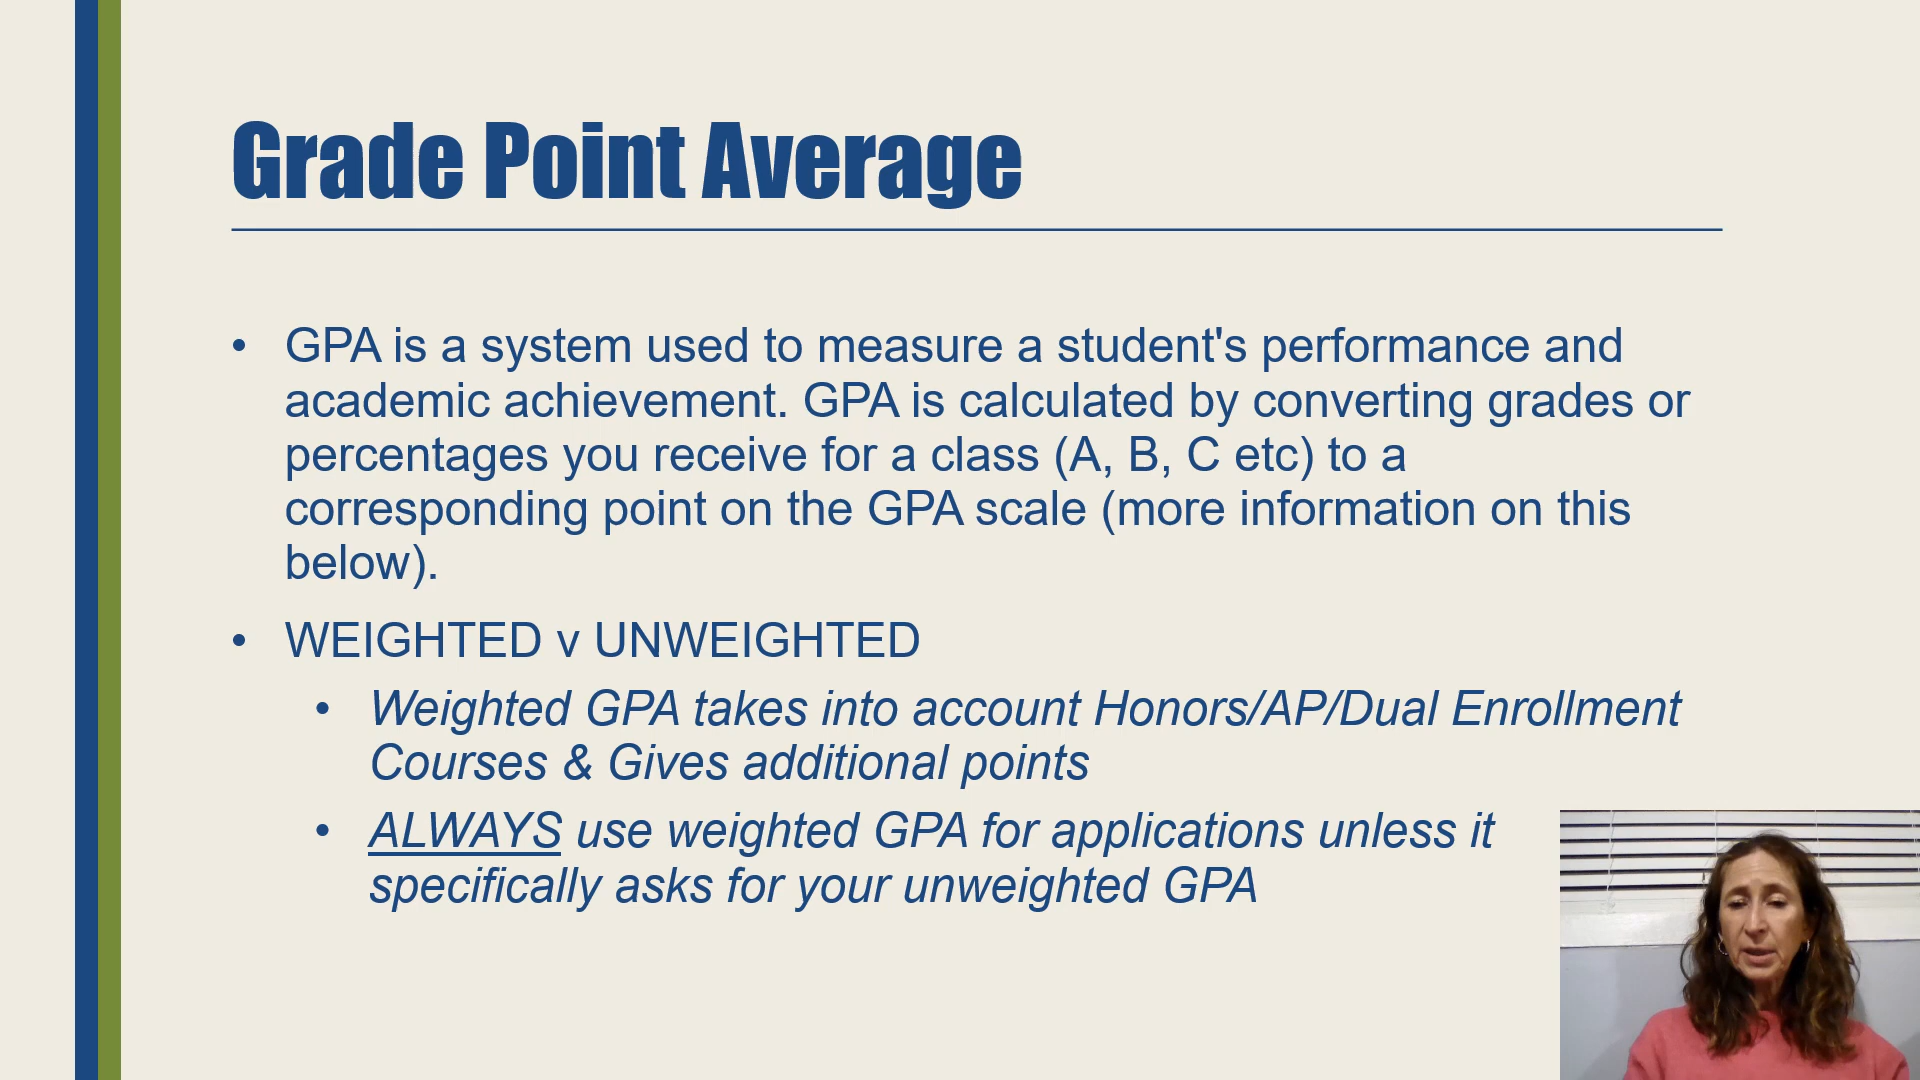 Grade Point Average
• GPA is a system used to measure a student's performance and
academic achievement. GPA is calculated by converting grades or
percentages you receive for a class (A, B, C etc) to a
corresponding point on the GPA scale (more information on this
below).
• WEIGHTED v UNWEIGHTED
• Weighted GPA takes into account Honors/AP/Dual Enrollment
Courses & Gives additional points
• ALWAYS use weighted GPA for applications unless it
specifically asks for your unweighted GPA